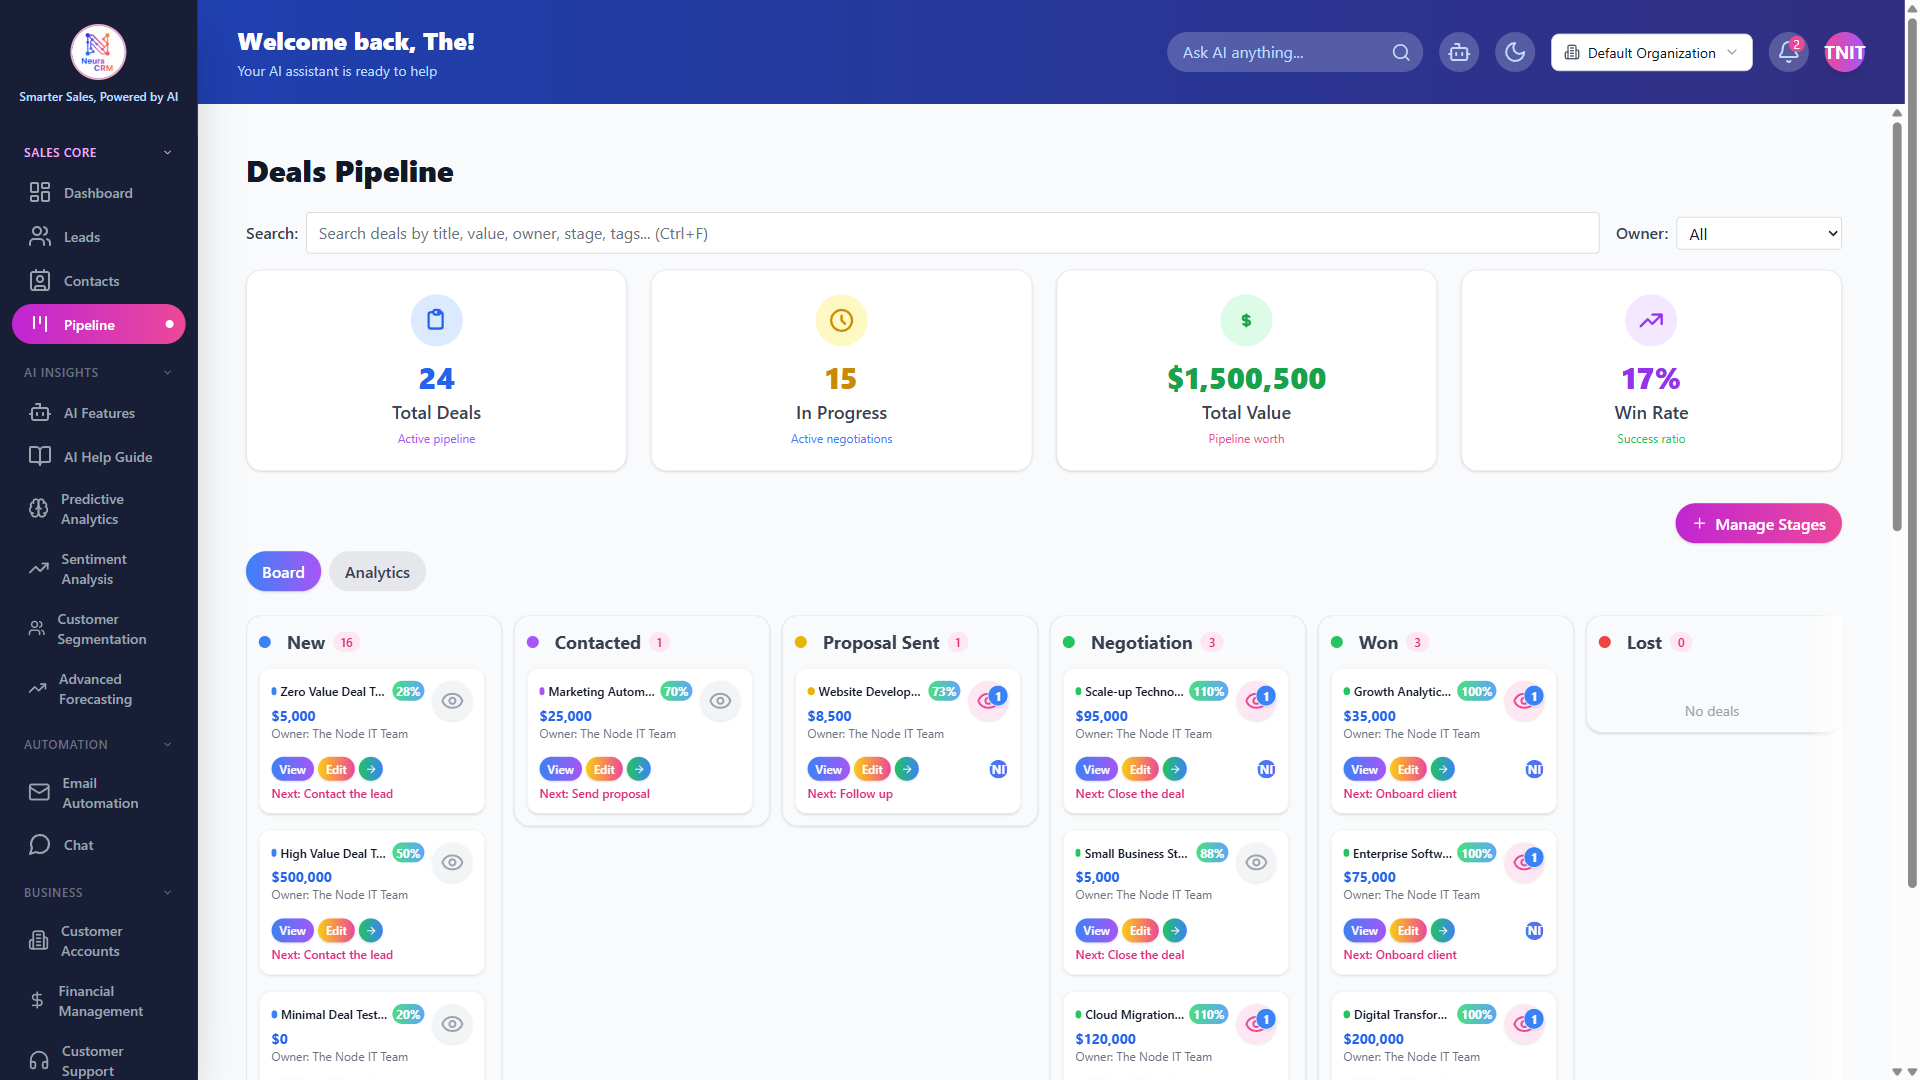 Neura
CRM
Smarter Sales, Powered by AI
SALES CORE
Dashboard
Leads
Contacts
Pipeline
AI INSIGHTS
AI Features
AI Help Guide
Predictive
Analytics
Sentiment
Analysis
Customer
Segmentation
Advanced
Forecasting
AUTOMATION
Email
Automation
Chat
BUSINESS
Customer
Accounts
Financial
Management
Customer
Support
Welcome back, The!
Your AI assistant is ready to help
Ask AI anything...
Default Organization
2
TNIT
Deals Pipeline
Search: Search deals by title, value, owner, stage, tags... (Ctrl+F)
Owner: All
24
Total Deals
Active pipeline
15
In Progress
Active negotiations
$
$1,500,500
Total Value
Pipeline worth
17%
Win Rate
Success ratio
+ Manage Stages
Board
Analytics
New 16
Zero Value Deal T... 28%
$5,000
Owner: The Node IT Team
View Edit →
Next: Contact the lead
High Value Deal T... 50%
$500,000
Owner: The Node IT Team
View Edit →
Next: Contact the lead
Minimal Deal Test... 20%
$0
Owner: The Node IT Team
Contacted 1
Marketing Autom... 70%
$25,000
Owner: The Node IT Team
View Edit →
Next: Send proposal
Proposal Sent 1
Website Develop... 73% 1
$8,500
Owner: The Node IT Team
View Edit → NI
Next: Follow up
Negotiation 3
Scale-up Techno... 110% 1
$95,000
Owner: The Node IT Team
View Edit → NI
Next: Close the deal
Small Business St... 88%
$5,000
Owner: The Node IT Team
View Edit →
Next: Close the deal
Cloud Migration... 110% 1
$120,000
Owner: The Node IT Team
Won 3
Growth Analytic... 100% 1
$35,000
Owner: The Node IT Team
View Edit → NI
Next: Onboard client
Enterprise Softw... 100% 1
$75,000
Owner: The Node IT Team
View Edit → NI
Next: Onboard client
Digital Transfor... 100% 1
$200,000
Owner: The Node IT Team
Lost 0
No deals